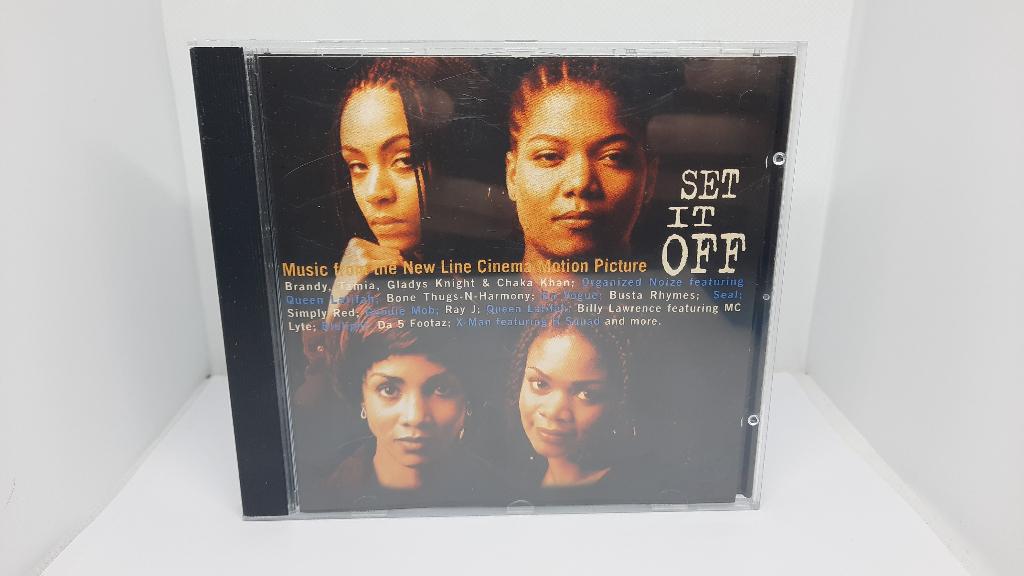 SET
IT
OFF
Music from the New Line Cinema Motion Picture
Brandy, Tamia, Gladys Knight & Chaka Khan; Organized Noize featuring
Queen Latifah; Bone Thugs-N-Harmony; En Vogue; Busta Rhymes; Seal;
Simply Red; Goodie Mob; Ray J; Queen Latifah; Billy Lawrence featuring MC
Lyte; Da 5 Footaz; X-Man featuring H Squad and more.